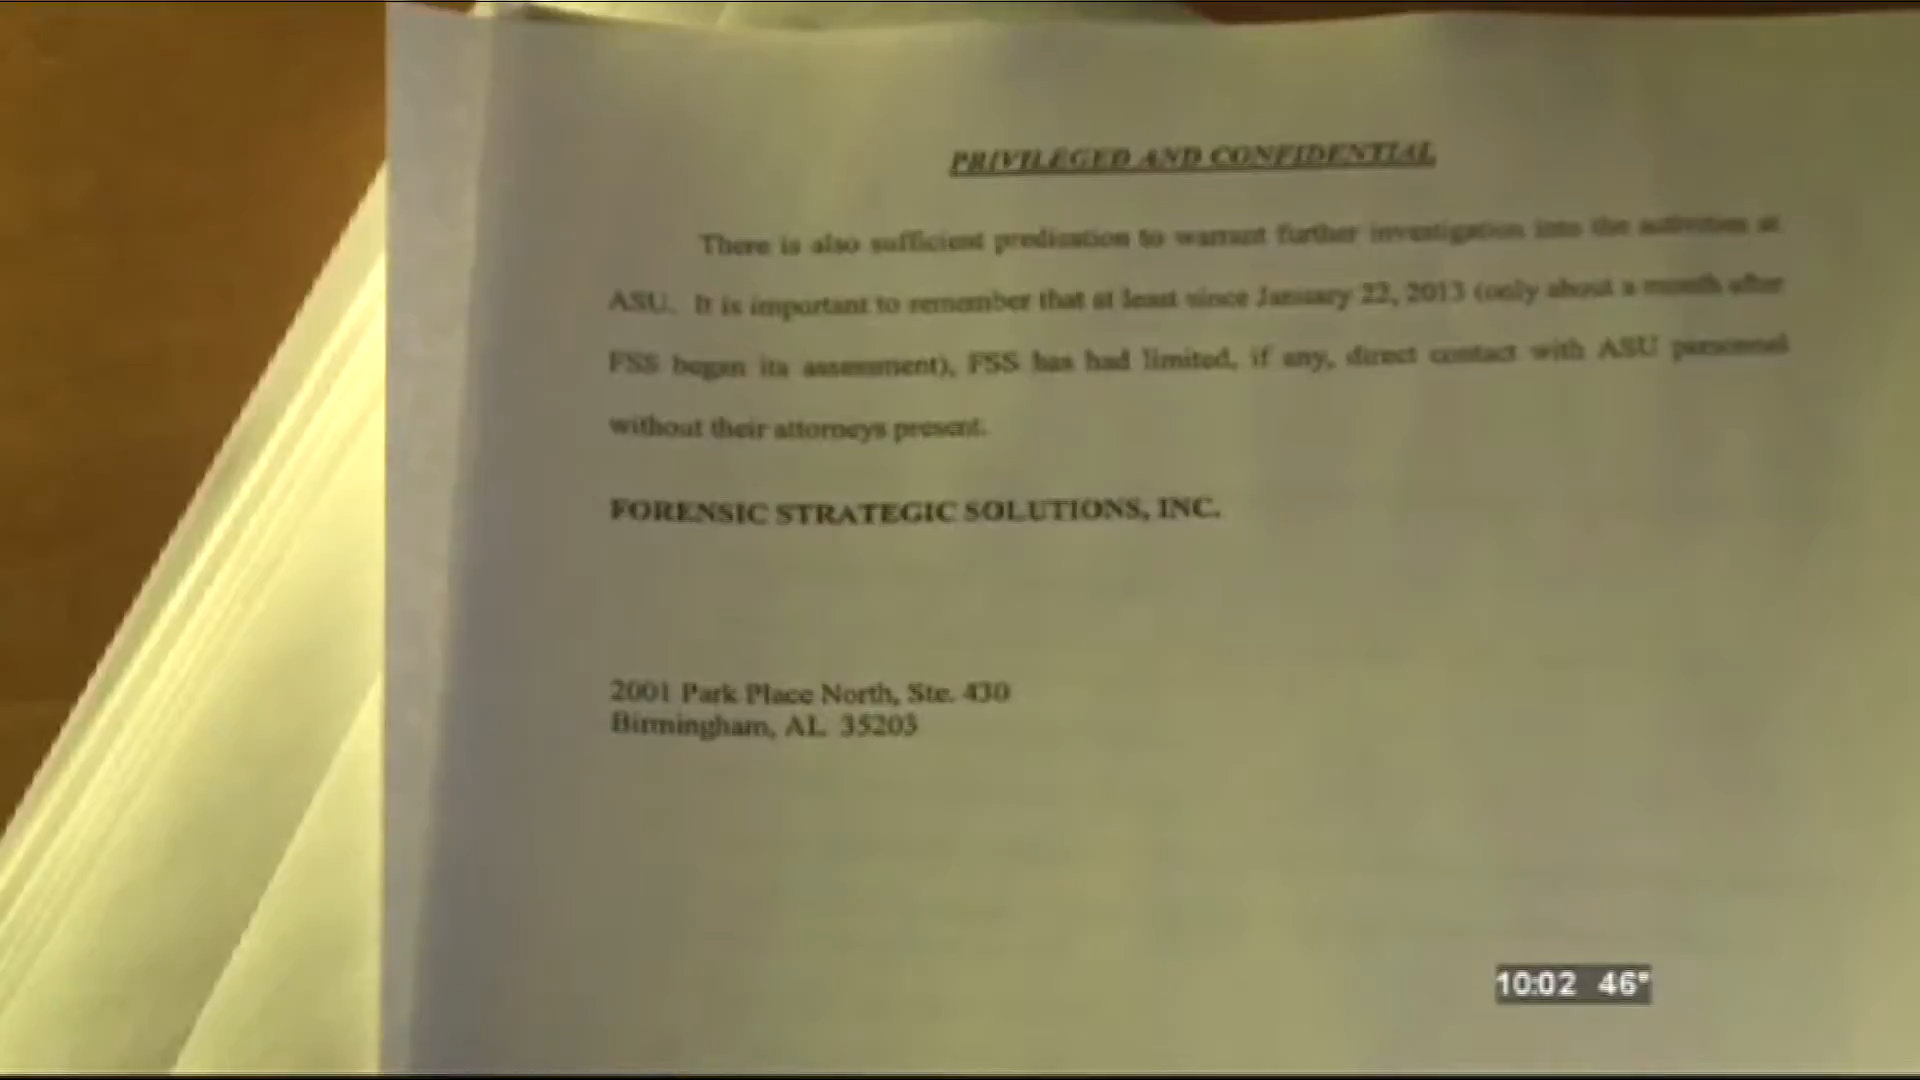 PRIVILEGED AND CONFIDENTIAL
There is also sufficient predication to warrant further investigation into the activities at
ASU. It is important to remember that at least since January 22, 2013 (only about a month after
FSS began its assessment), FSS has had limited, if any, direct contact with ASU personnel
without their attorneys present.
FORENSIC STRATEGIC SOLUTIONS, INC.
2001 Park Place North, Ste. 430
Birmingham, AL 35203
10:02 46°